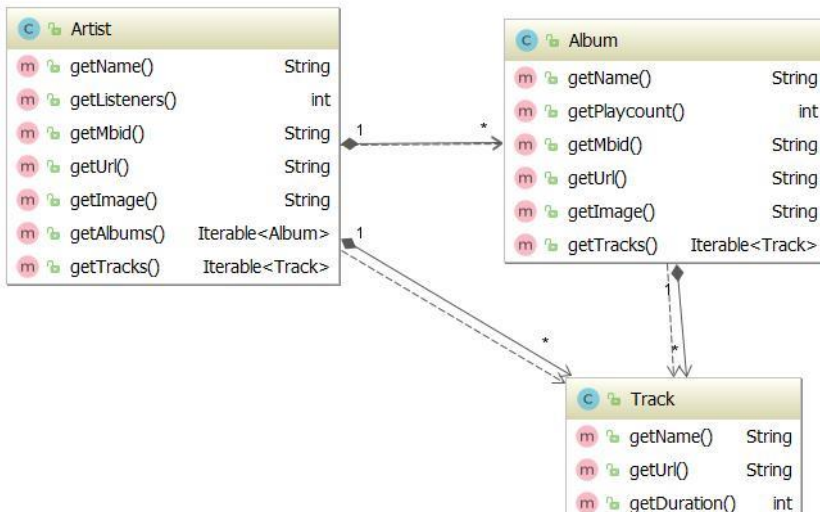 C Artist
m getName() String
m getListeners() int
m getMbid() String
m getUrl() String
m getImage() String
m getAlbums() Iterable<Album>
m getTracks() Iterable<Track>
1 *
1 *
C Album
m getName() String
m getPlaycount() int
m getMbid() String
m getUrl() String
m getImage() String
m getTracks() Iterable<Track>
1
*
C Track
m getName() String
m getUrl() String
m getDuration() int